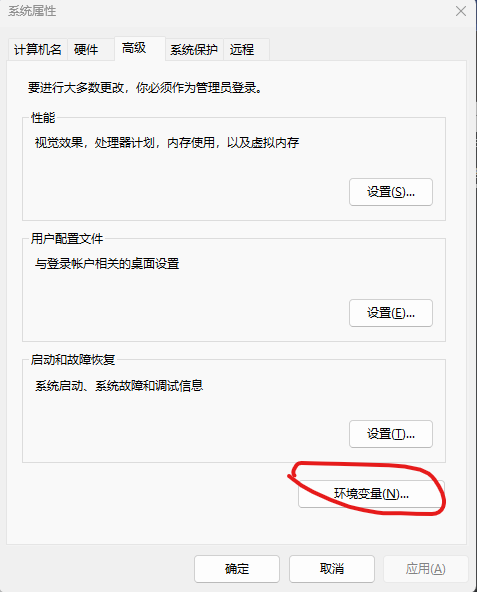 系统属性
计算机名 硬件 高级 系统保护 远程
要进行大多数更改，你必须作为管理员登录。
性能
视觉效果，处理器计划，内存使用，以及虚拟内存
设置(S)...
用户配置文件
与登录帐户相关的桌面设置
设置(E)...
启动和故障恢复
系统启动、系统故障和调试信息
设置(T)...
环境变量(N)...
确定 取消 应用(A)